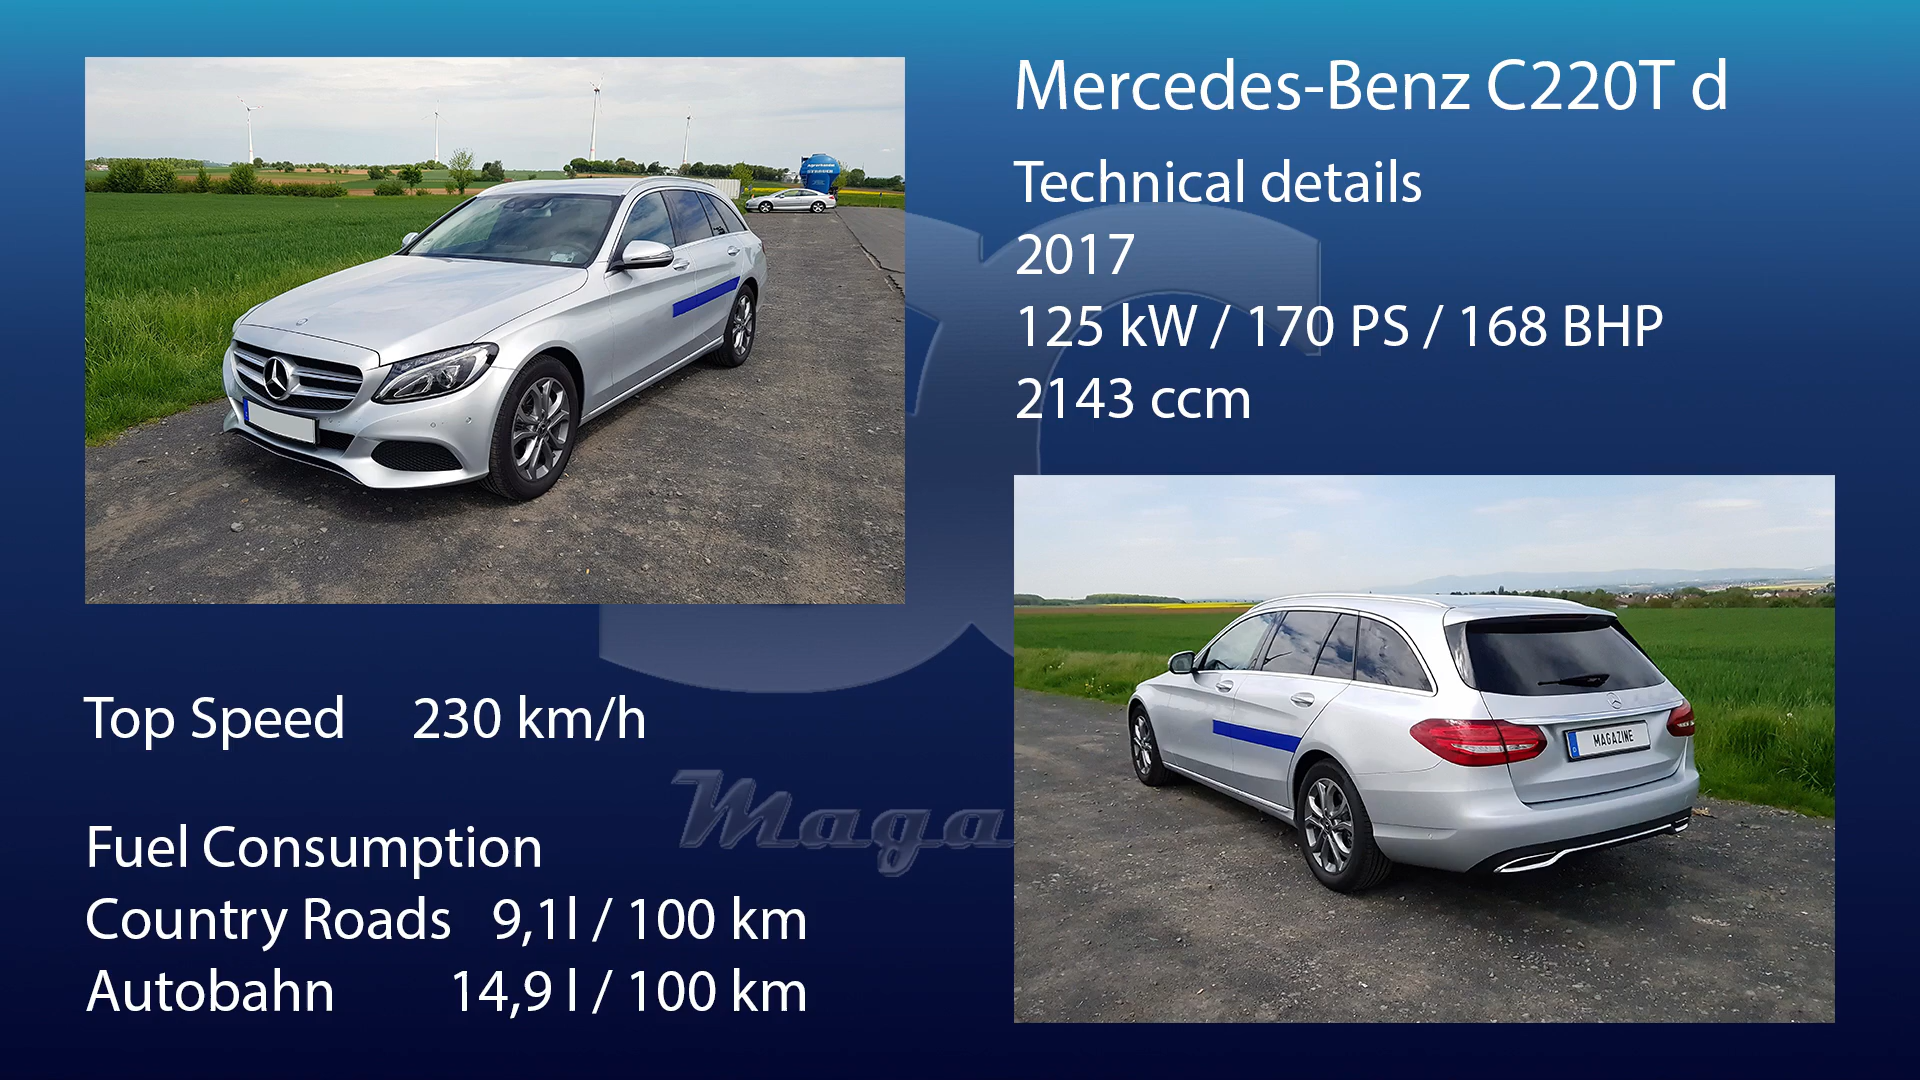 Mercedes-Benz C220T d
Technical details
2017
125 kW / 170 PS / 168 BHP
2143 ccm
MAGAZINE
Top Speed 230 km/h
Fuel Consumption
Country Roads 9,1l / 100 km
Autobahn 14,9 l / 100 km
Maga